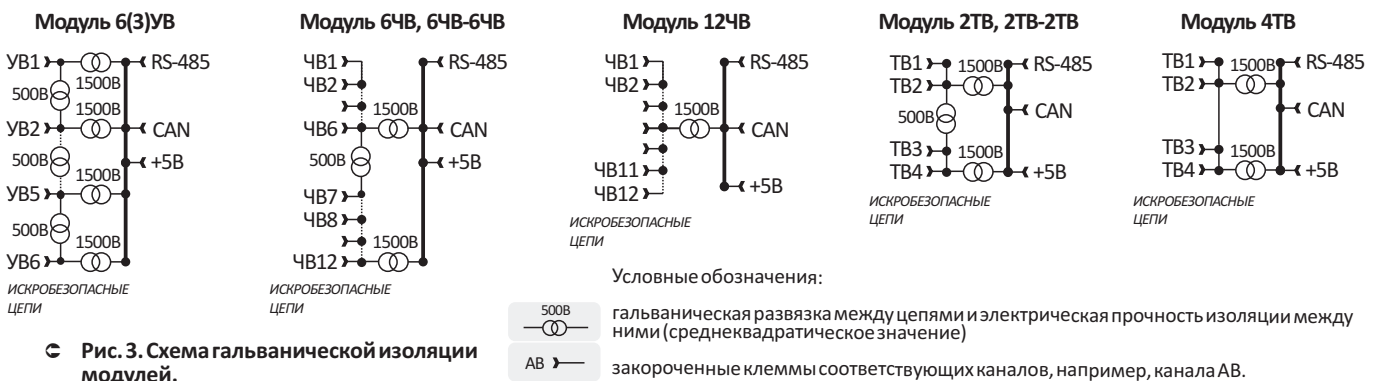 Модуль 6(3)УВ
УВ1
RS-485
1500В
500В
1500В
УВ2
CAN
500В
+5В
1500В
УВ5
500В
1500В
УВ6
ИСКРОБЕЗОПАСНЫЕ
ЦЕПИ
Модуль 6ЧВ, 6ЧВ-6ЧВ
ЧВ1
RS-485
ЧВ2
1500В
ЧВ6
CAN
500В
+5В
ЧВ7
ЧВ8
1500В
ЧВ12
ИСКРОБЕЗОПАСНЫЕ
ЦЕПИ
Модуль 12ЧВ
ЧВ1
RS-485
ЧВ2
1500В
CAN
ЧВ11
ЧВ12
+5В
ИСКРОБЕЗОПАСНЫЕ
ЦЕПИ
Модуль 2ТВ, 2ТВ-2ТВ
ТВ1
1500В
RS-485
ТВ2
500В
CAN
ТВ3
1500В
ТВ4
+5В
ИСКРОБЕЗОПАСНЫЕ
ЦЕПИ
Модуль 4ТВ
ТВ1
1500В
RS-485
ТВ2
CAN
ТВ3
1500В
ТВ4
+5В
ИСКРОБЕЗОПАСНЫЕ
ЦЕПИ
Условные обозначения:
500В
гальваническая развязка между цепями и электрическая прочность изоляции между
ними (среднеквадратическое значение)
АВ
закороченные клеммы соответствующих каналов, например, канала АВ.
Рис. 3. Схема гальванической изоляции
модулей.